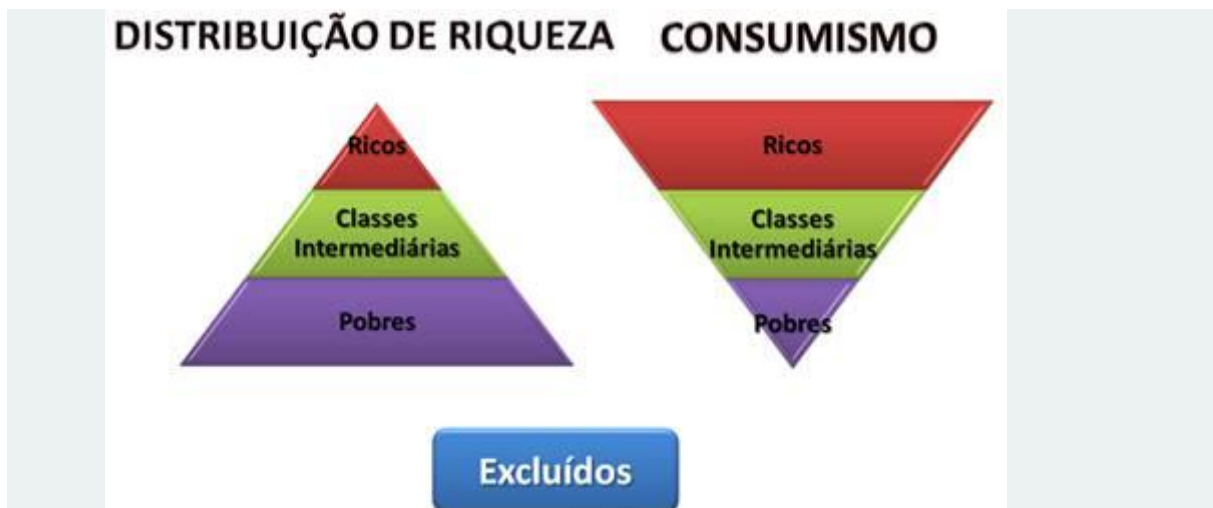 DISTRIBUIÇÃO DE RIQUEZA
CONSUMISMO
Ricos
Classes
Intermediárias
Pobres
Ricos
Classes
Intermediárias
Pobres
Excluídos